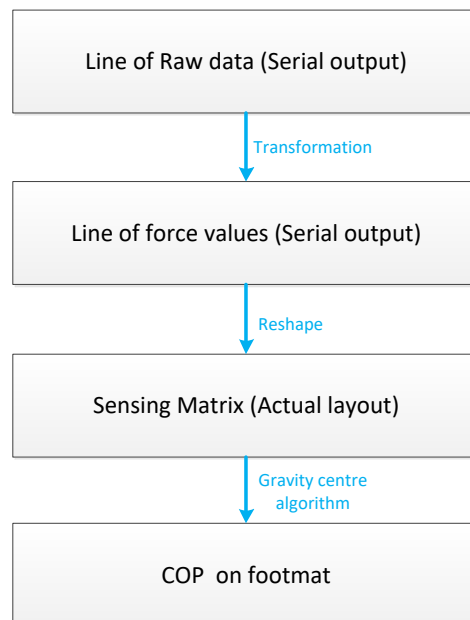 Line of Raw data (Serial output)
Transformation
Line of force values (Serial output)
Reshape
Sensing Matrix (Actual layout)
Gravity centre
algorithm
COP on footmat